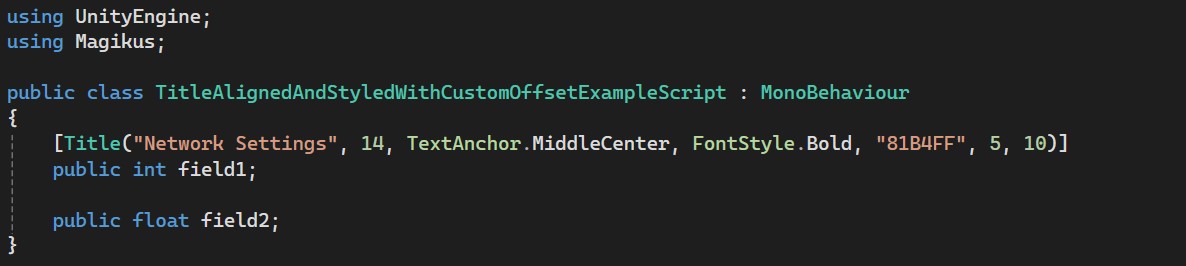 using UnityEngine;
using Magikus;
public class TitleAlignedAndStyledWithCustomOffsetExampleScript : MonoBehaviour
{
[Title("Network Settings", 14, TextAnchor.MiddleCenter, FontStyle.Bold, "81B4FF", 5, 10)]
public int field1;
public float field2;
}